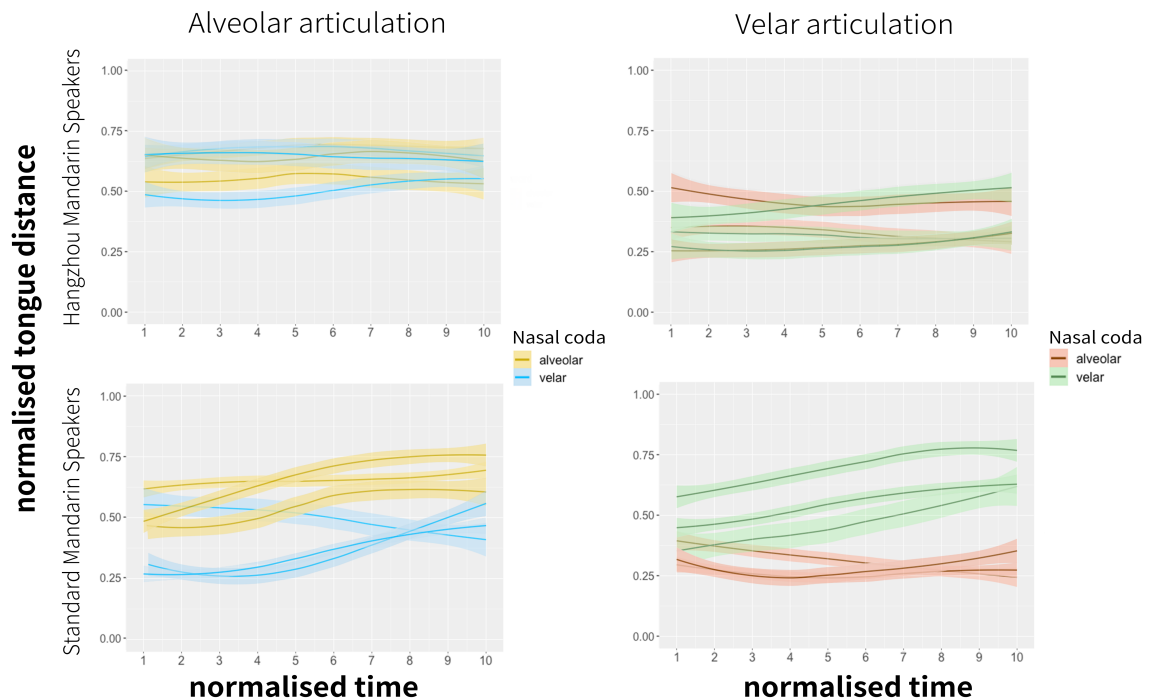 Alveolar articulation
Velar articulation
normalised tongue distance
Hangzhou Mandarin Speakers
1.00
0.75
0.50
0.25
0.00
1 2 3 4 5 6 7 8 9 10
1.00
0.75
0.50
0.25
0.00
1 2 3 4 5 6 7 8 9 10
Nasal coda
alveolar
velar
Nasal coda
alveolar
velar
Standard Mandarin Speakers
1.00
0.75
0.50
0.25
0.00
1 2 3 4 5 6 7 8 9 10
1.00
0.75
0.50
0.25
0.00
1 2 3 4 5 6 7 8 9 10
normalised time
normalised time